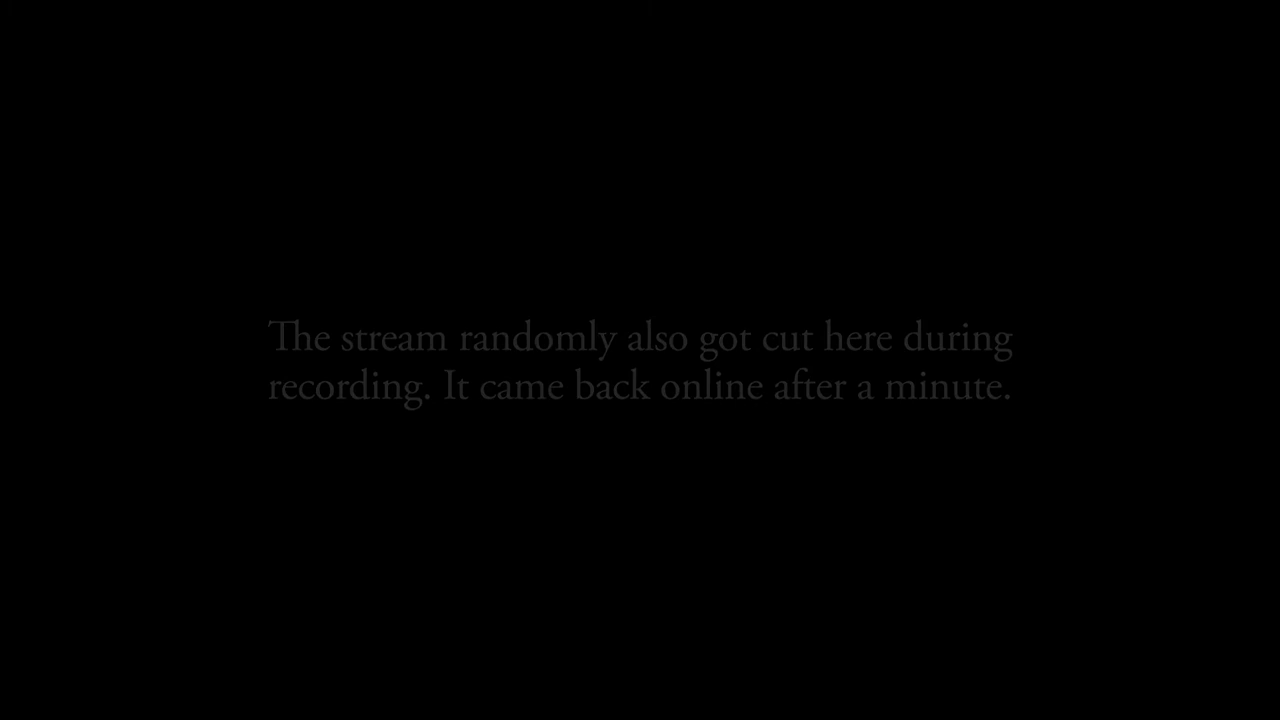 The stream randomly also got cut here during
recording. It came back online after a minute.